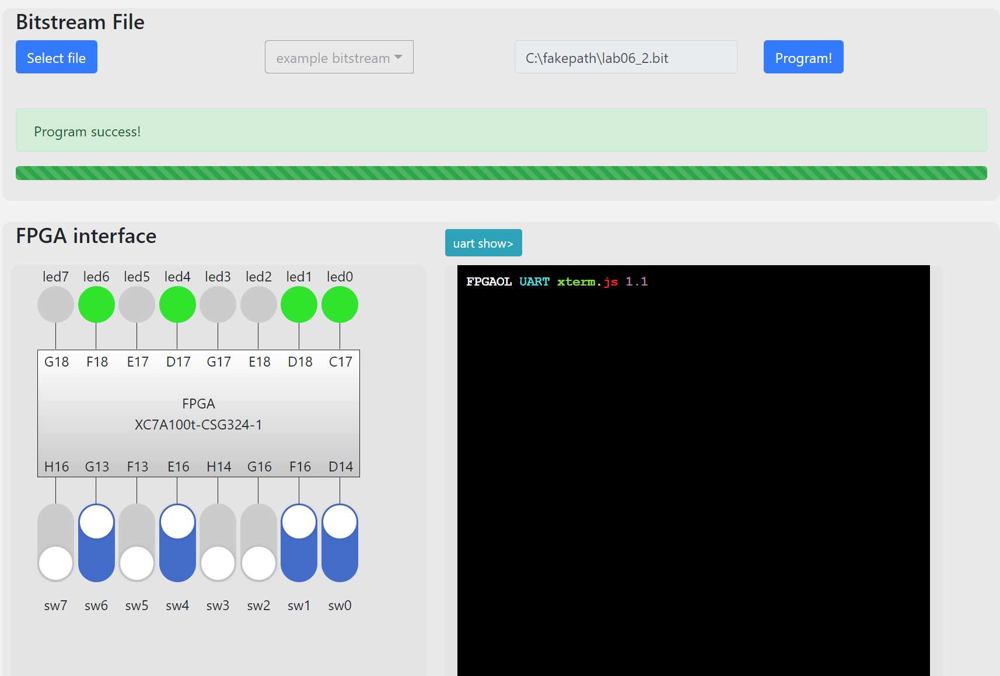 Bitstream File
Select file
example bitstream
C:\fakepath\lab06_2.bit
Program!
Program success!
FPGA interface
uart show>
led7 led6 led5 led4 led3 led2 led1 led0
G18 F18 E17 D17 G17 E18 D18 C17
FPGA
XC7A100t-CSG324-1
H16 G13 F13 E16 H14 G16 F16 D14
sw7 sw6 sw5 sw4 sw3 sw2 sw1 sw0
FPGAOL UART xterm.js 1.1